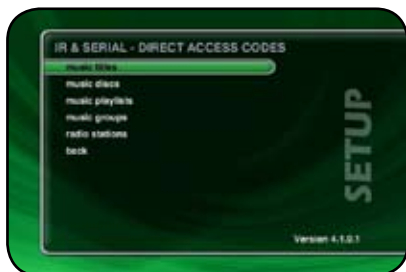 IR & SERIAL - DIRECT ACCESS CODES
music titles
music discs
music playlists
music groups
radio stations
back
SETUP
Version 4.1.0.1